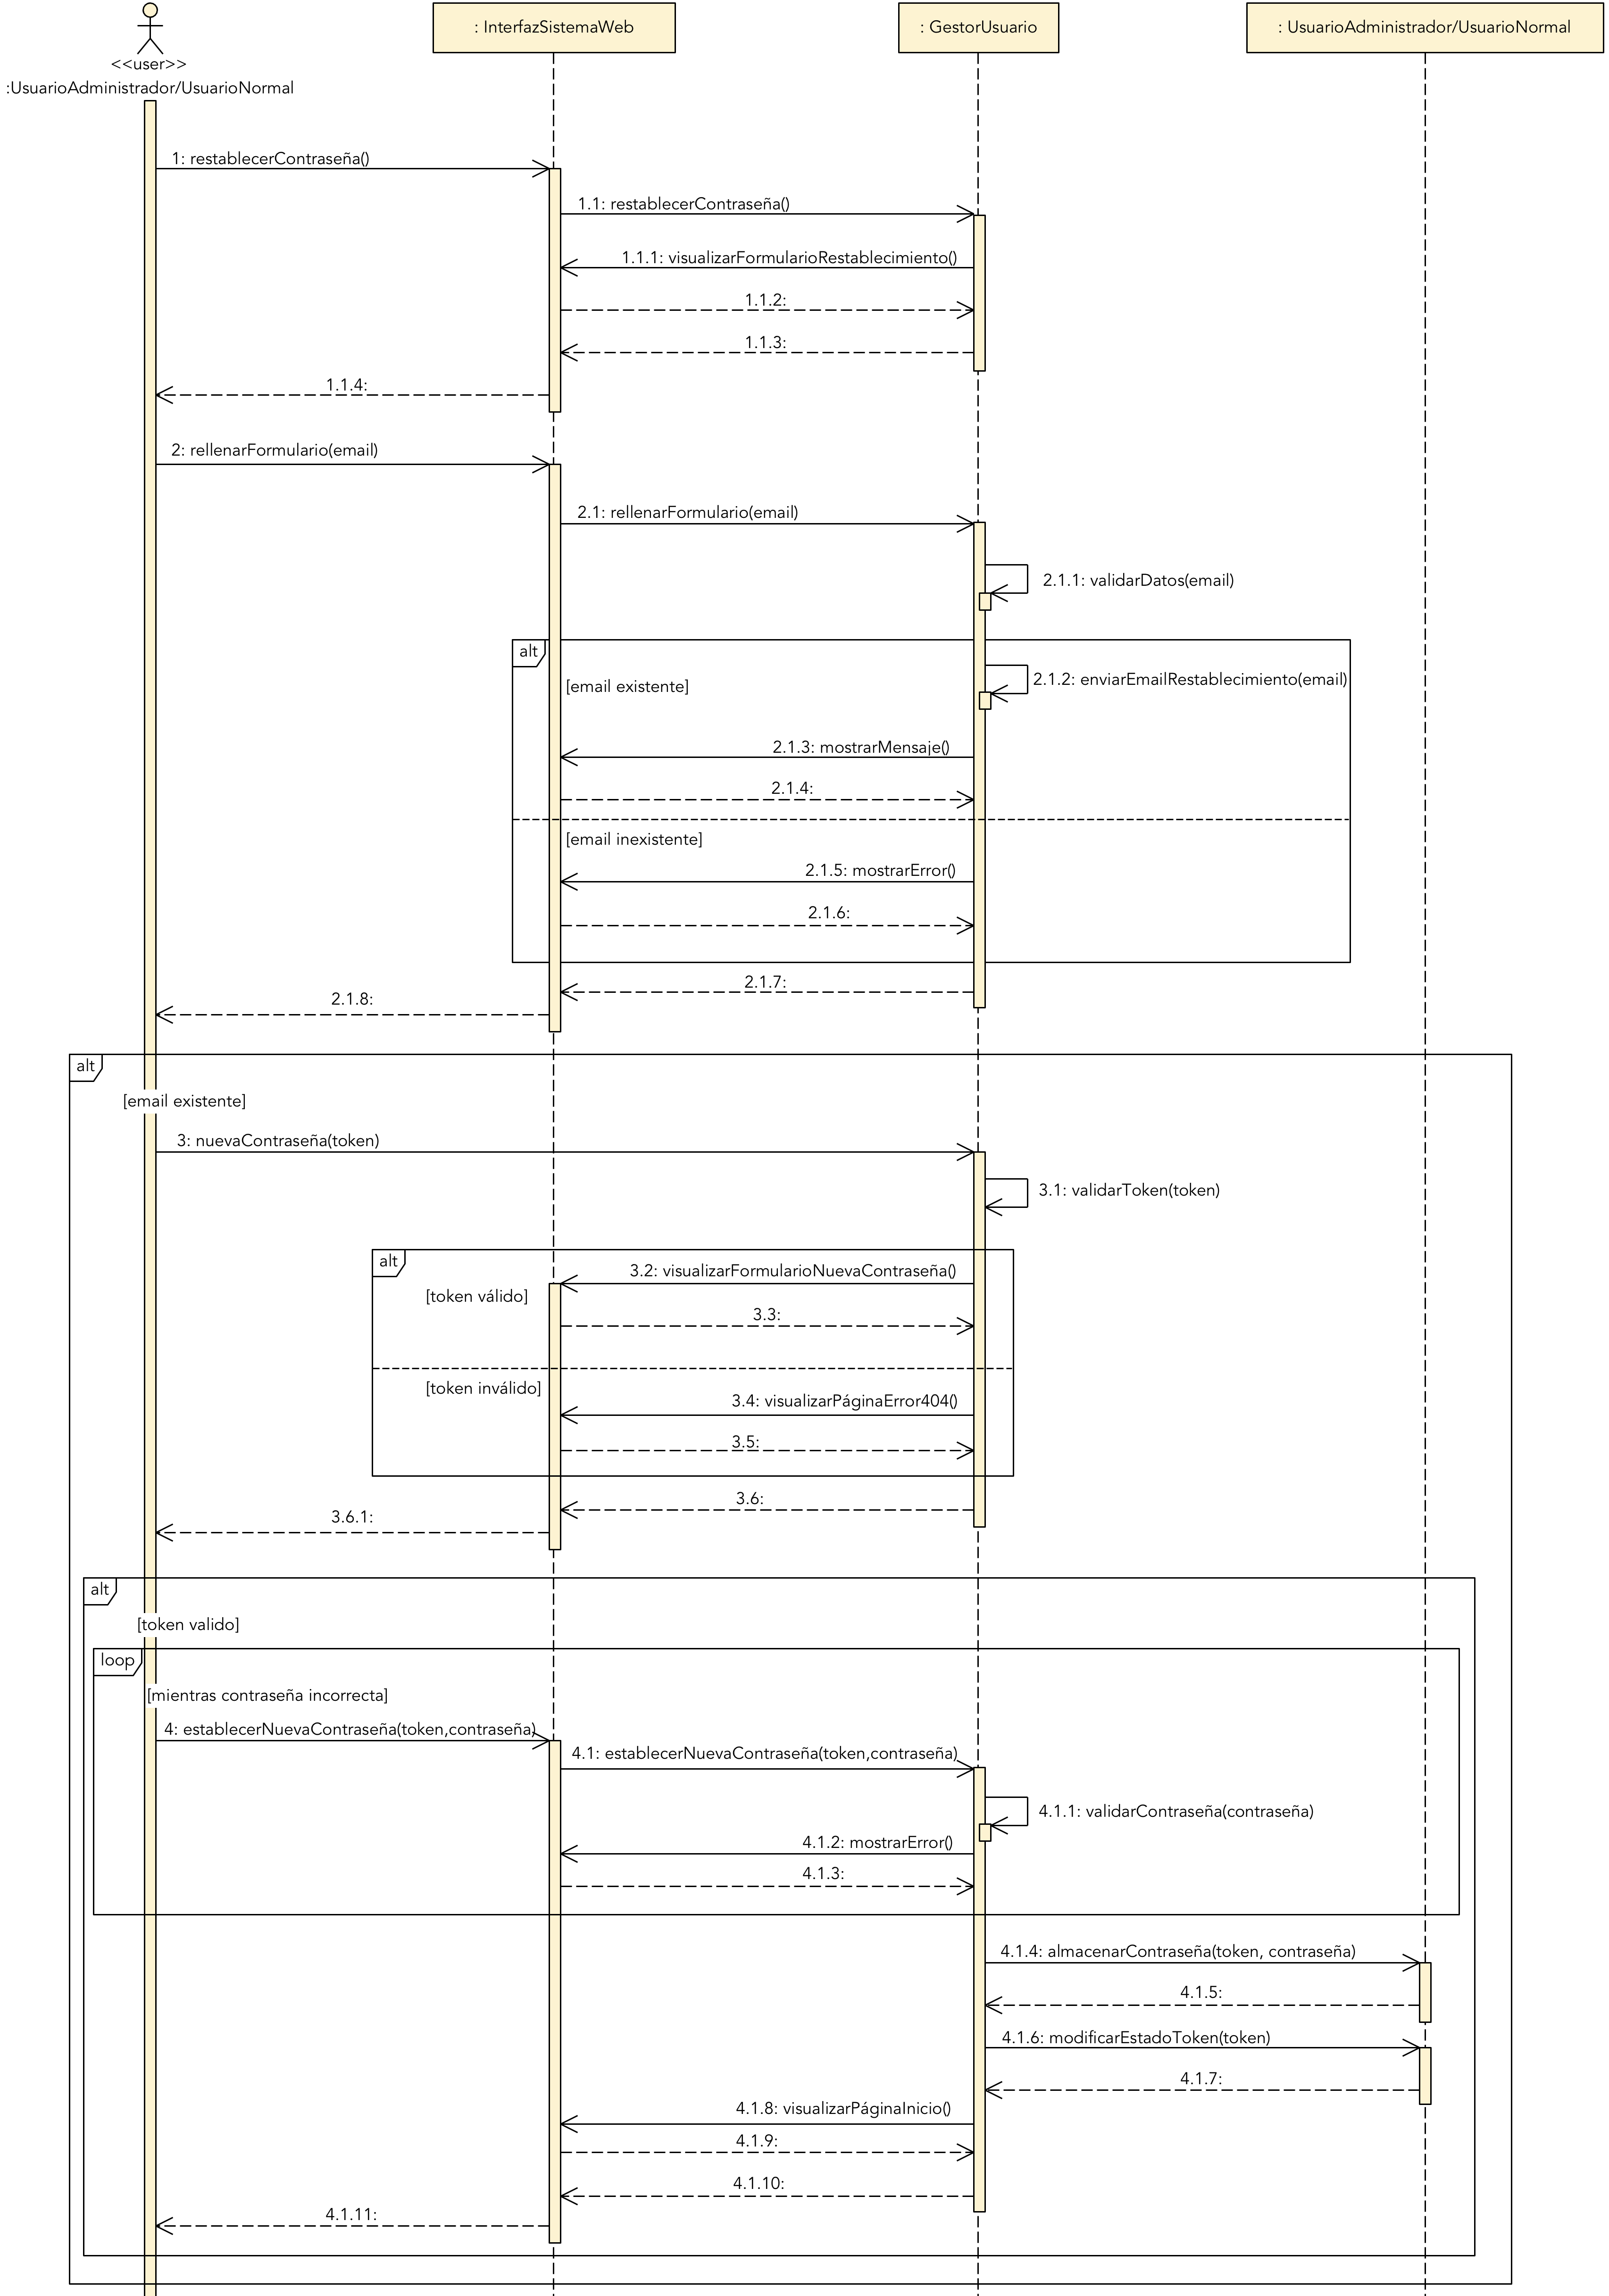 : InterfazSistemaWeb
: GestorUsuario
: UsuarioAdministrador/UsuarioNormal
<<user>>
:UsuarioAdministrador/UsuarioNormal
1: restablecerContraseña()
1.1: restablecerContraseña()
1.1.1: visualizarFormularioRestablecimiento()
1.1.2:
1.1.3:
1.1.4:
2: rellenarFormulario(email)
2.1: rellenarFormulario(email)
2.1.1: validarDatos(email)
alt
[email existente]
2.1.2: enviarEmailRestablecimiento(email)
2.1.3: mostrarMensaje()
2.1.4:
[email inexistente]
2.1.5: mostrarError()
2.1.6:
2.1.7:
2.1.8:
alt
[email existente]
3: nuevaContraseña(token)
3.1: validarToken(token)
alt
3.2: visualizarFormularioNuevaContraseña()
[token válido]
3.3:
[token inválido]
3.4: visualizarPáginaError404()
3.5:
3.6:
3.6.1:
alt
[token valido]
loop
[mientras contraseña incorrecta]
4: establecerNuevaContraseña(token,contraseña)
4.1: establecerNuevaContraseña(token,contraseña)
4.1.1: validarContraseña(contraseña)
4.1.2: mostrarError()
4.1.3:
4.1.4: almacenarContraseña(token, contraseña)
4.1.5:
4.1.6: modificarEstadoToken(token)
4.1.7:
4.1.8: visualizarPáginaInicio()
4.1.9:
4.1.10:
4.1.11: